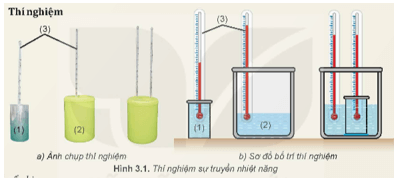 Thí nghiệm
(3)
(3)
(1)
(2)
(1)
(2)
a) Ảnh chụp thí nghiệm
b) Sơ đồ bố trí thí nghiệm
Hình 3.1. Thí nghiệm sự truyền nhiệt năng